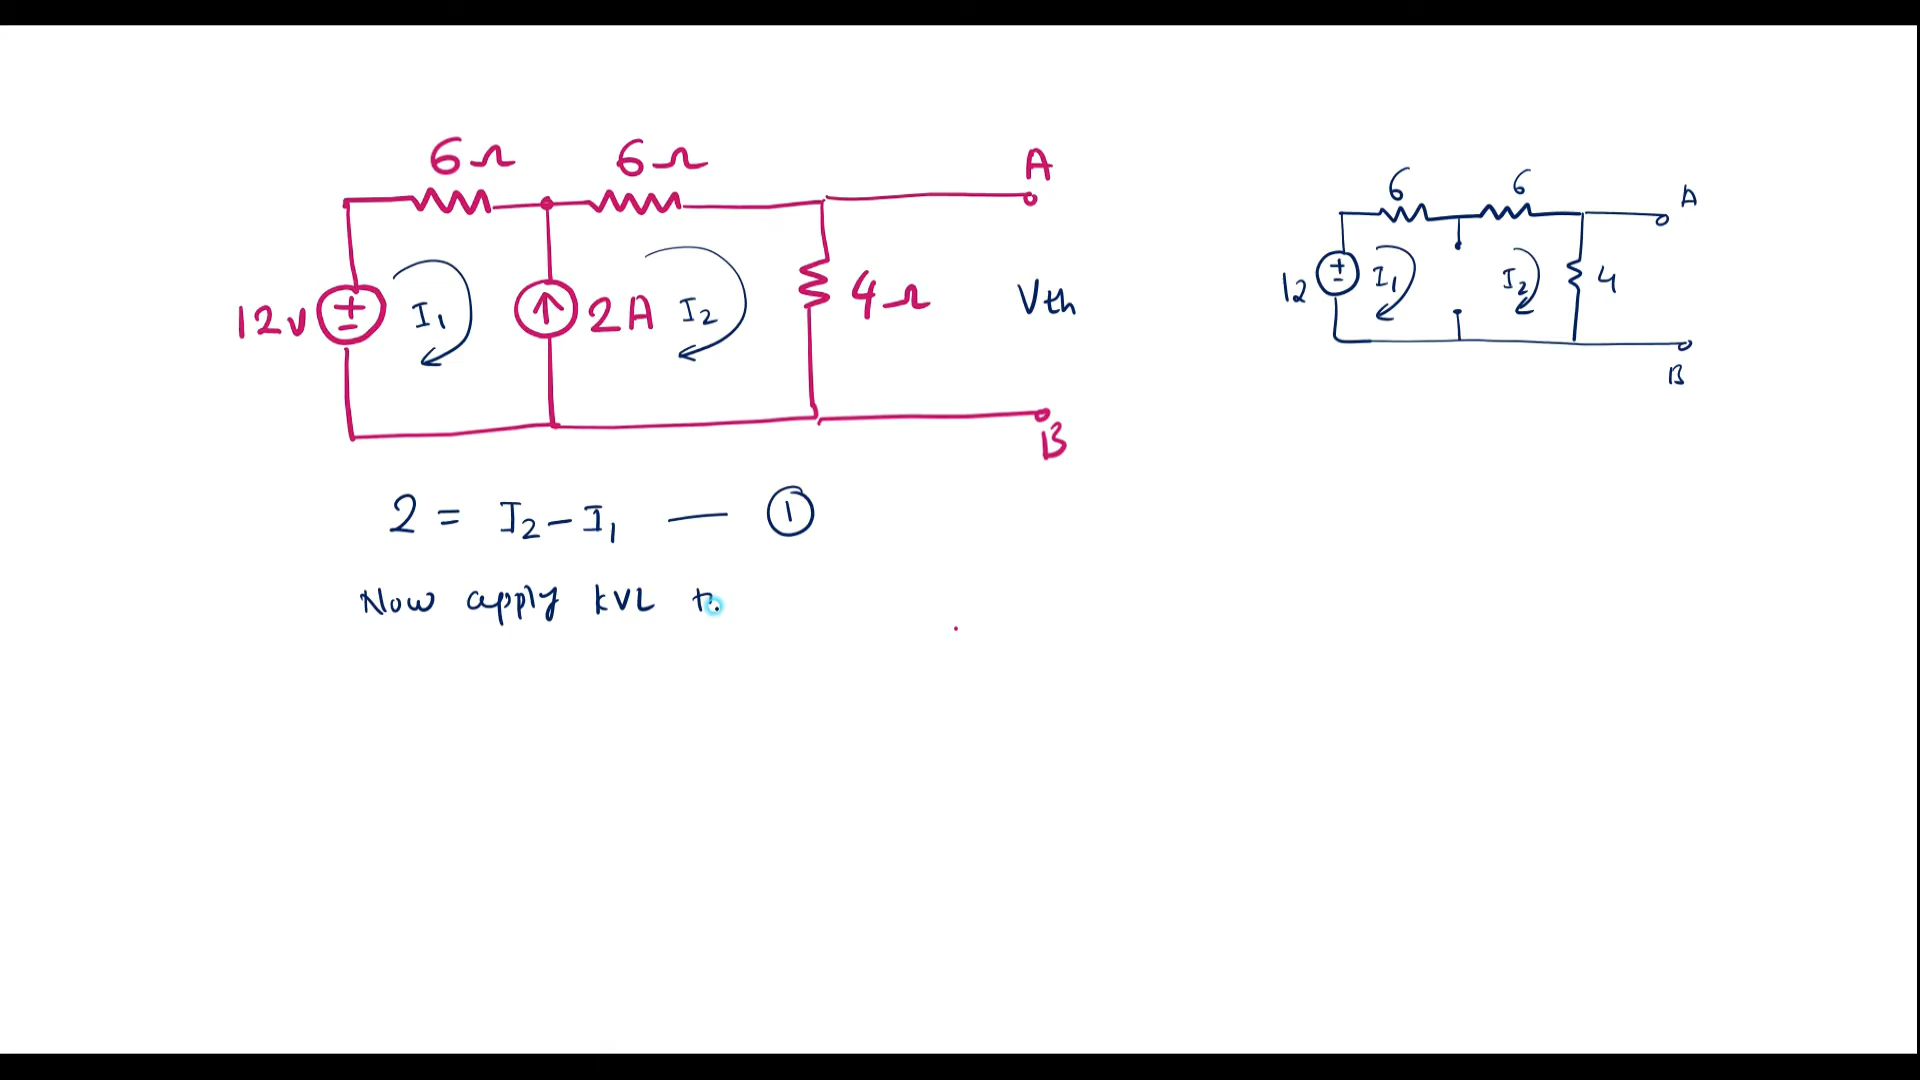 6Ω 6Ω A
12V I₁ 2A I₂ 4Ω Vth
B
6 6 A
12 I₁ I₂ 4
B
2 = I₂ - I₁ — ①
Now apply KVL to